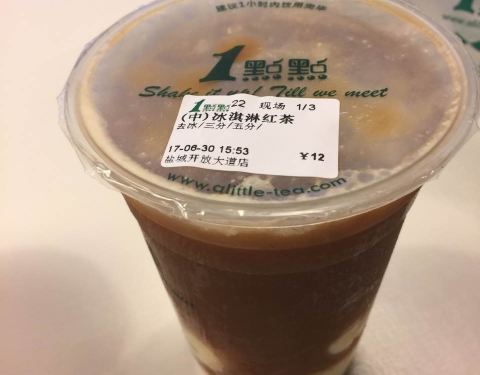 建议1小时内饮用完毕
1點點
Shake it up! Till we meet
1點點 22 现场 1/3
(中)冰淇淋红茶
去冰/三分/五分/
17-06-30 15:53 ¥12
盐城开放大道店
www.alittle-tea.com